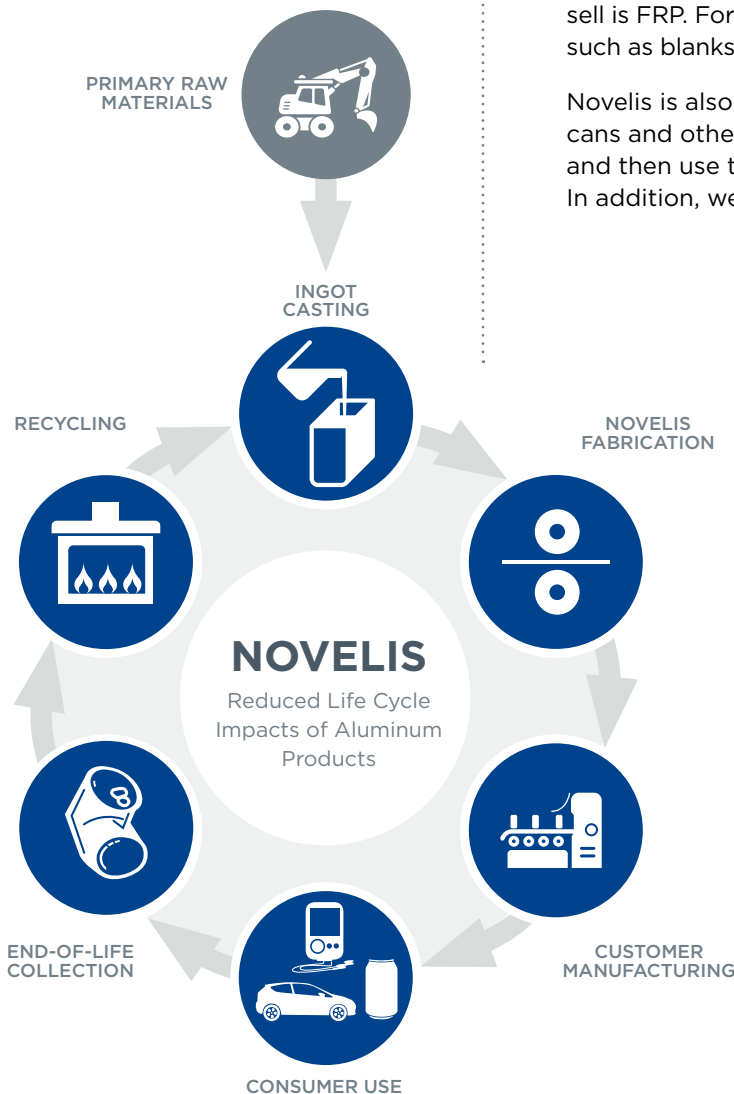 sell is FRP. For
such as blanks
Novelis is also
cans and othe
and then use t
In addition, we
PRIMARY RAW
MATERIALS
INGOT
CASTING
RECYCLING
NOVELIS
FABRICATION
NOVELIS
Reduced Life Cycle
Impacts of Aluminum
Products
END-OF-LIFE
COLLECTION
CUSTOMER
MANUFACTURING
CONSUMER USE